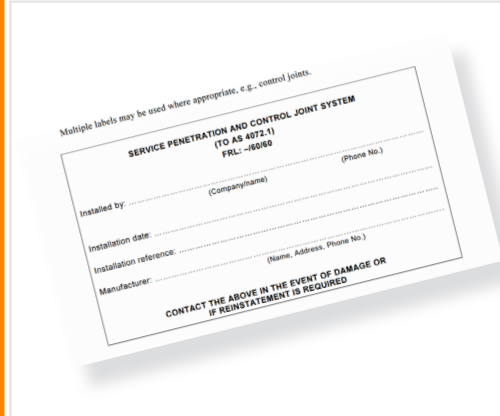 Multiple labels may be used where appropriate, e.g., control joints.
SERVICE PENETRATION AND CONTROL JOINT SYSTEM
(TO AS 4072.1)
FRL: –/60/60
Installed by: ....................................................................................................
(Company/name) (Phone No.)
Installation date: ....................................................................................................
Installation reference: ....................................................................................................
Manufacturer: ....................................................................................................
(Name, Address, Phone No.)
CONTACT THE ABOVE IN THE EVENT OF DAMAGE OR
IF REINSTATEMENT IS REQUIRED